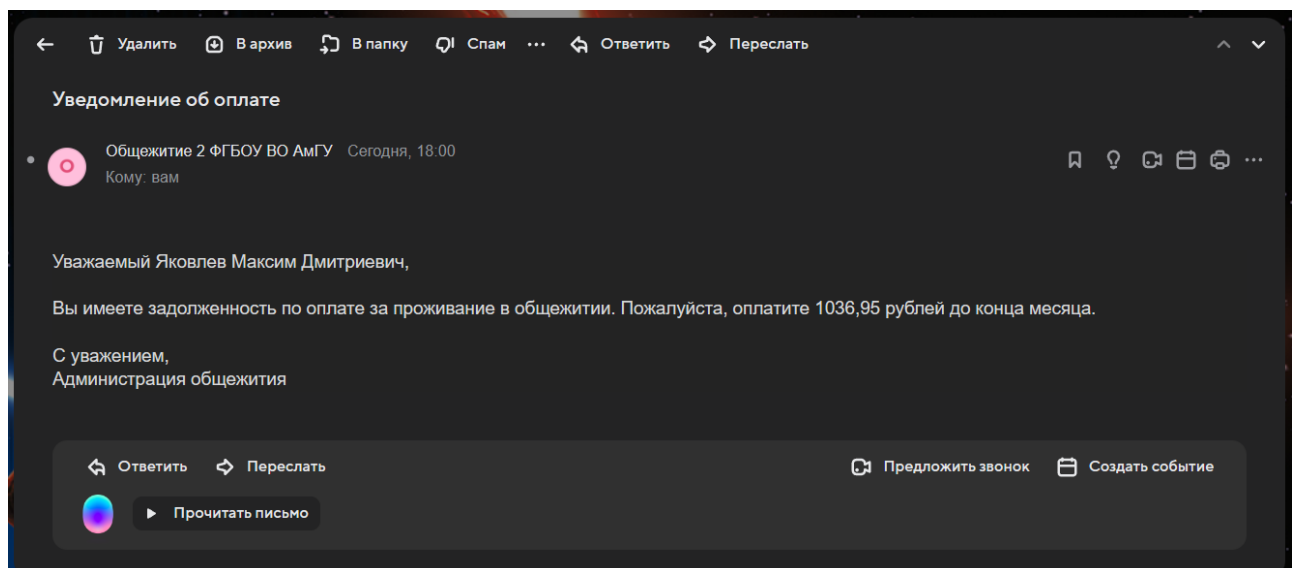 Удалить В архив В папку Спам ... Ответить Переслать
Уведомление об оплате
О Общежитие 2 ФГБОУ ВО АмГУ Сегодня, 18:00
Кому: вам
Уважаемый Яковлев Максим Дмитриевич,
Вы имеете задолженность по оплате за проживание в общежитии. Пожалуйста, оплатите 1036,95 рублей до конца месяца.
С уважением,
Администрация общежития
Ответить Переслать Предложить звонок Создать событие
Прочитать письмо